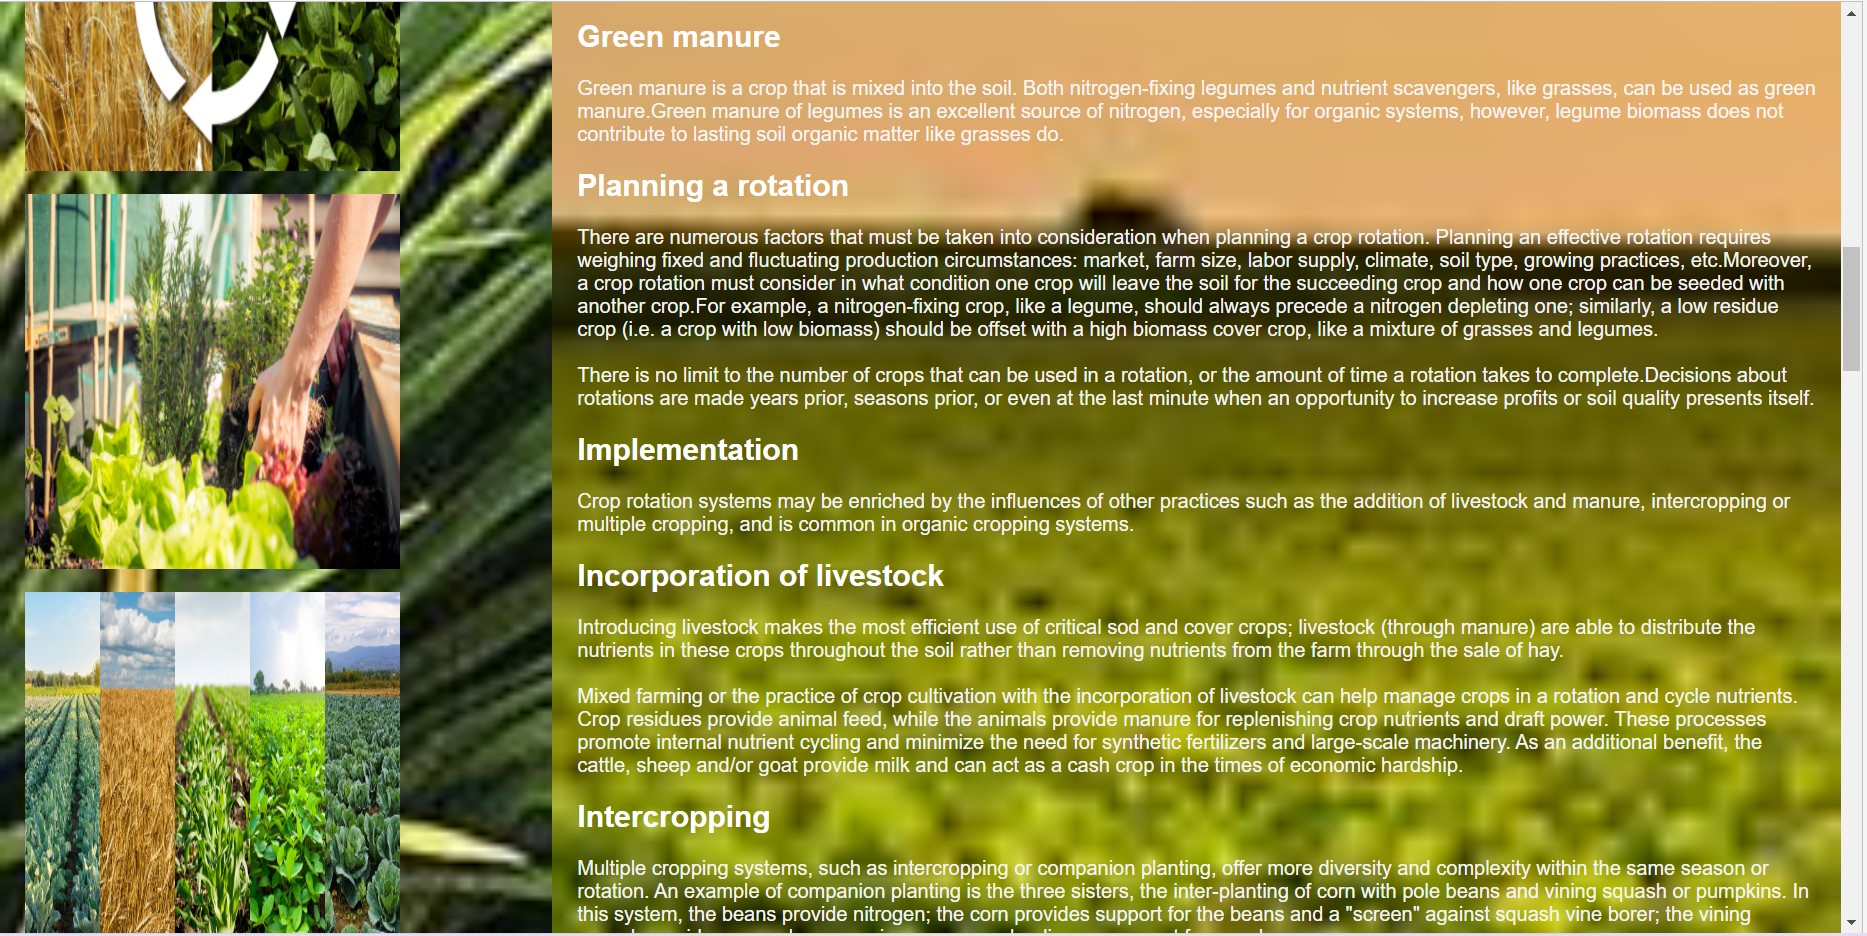 Green manure
Green manure is a crop that is mixed into the soil. Both nitrogen-fixing legumes and nutrient scavengers, like grasses, can be used as green
manure.Green manure of legumes is an excellent source of nitrogen, especially for organic systems, however, legume biomass does not
contribute to lasting soil organic matter like grasses do.
Planning a rotation
There are numerous factors that must be taken into consideration when planning a crop rotation. Planning an effective rotation requires
weighing fixed and fluctuating production circumstances: market, farm size, labor supply, climate, soil type, growing practices, etc.Moreover,
a crop rotation must consider in what condition one crop will leave the soil for the succeeding crop and how one crop can be seeded with
another crop.For example, a nitrogen-fixing crop, like a legume, should always precede a nitrogen depleting one; similarly, a low residue
crop (i.e. a crop with low biomass) should be offset with a high biomass cover crop, like a mixture of grasses and legumes.
There is no limit to the number of crops that can be used in a rotation, or the amount of time a rotation takes to complete.Decisions about
rotations are made years prior, seasons prior, or even at the last minute when an opportunity to increase profits or soil quality presents itself.
Implementation
Crop rotation systems may be enriched by the influences of other practices such as the addition of livestock and manure, intercropping or
multiple cropping, and is common in organic cropping systems.
Incorporation of livestock
Introducing livestock makes the most efficient use of critical sod and cover crops; livestock (through manure) are able to distribute the
nutrients in these crops throughout the soil rather than removing nutrients from the farm through the sale of hay.
Mixed farming or the practice of crop cultivation with the incorporation of livestock can help manage crops in a rotation and cycle nutrients.
Crop residues provide animal feed, while the animals provide manure for replenishing crop nutrients and draft power. These processes
promote internal nutrient cycling and minimize the need for synthetic fertilizers and large-scale machinery. As an additional benefit, the
cattle, sheep and/or goat provide milk and can act as a cash crop in the times of economic hardship.
Intercropping
Multiple cropping systems, such as intercropping or companion planting, offer more diversity and complexity within the same season or
rotation. An example of companion planting is the three sisters, the inter-planting of corn with pole beans and vining squash or pumpkins. In
this system, the beans provide nitrogen; the corn provides support for the beans and a "screen" against squash vine borer; the vining